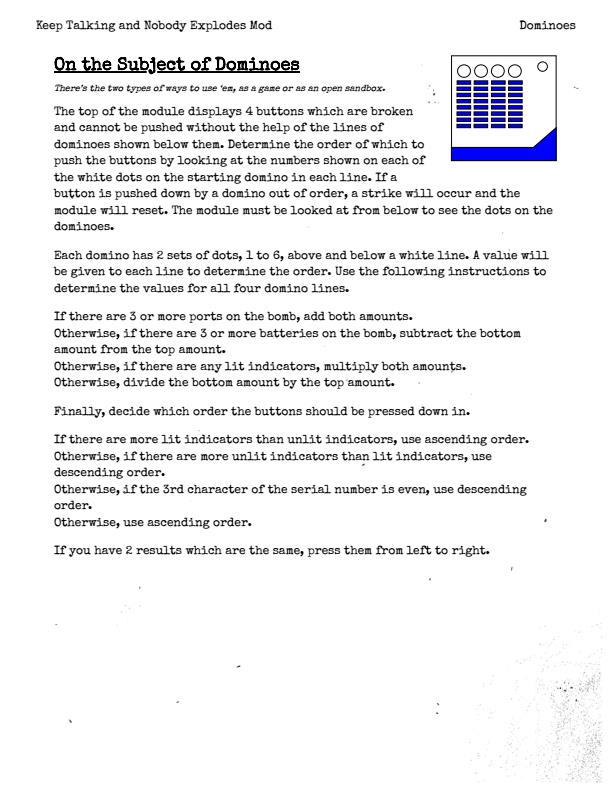 Keep Talking and Nobody Explodes Mod Dominoes
On the Subject of Dominoes
There's the two types of ways to use 'em, as a game or as an open sandbox.
The top of the module displays 4 buttons which are broken
and cannot be pushed without the help of the lines of
dominoes shown below them. Determine the order of which to
push the buttons by looking at the numbers shown on each of
the white dots on the starting domino in each line. If a
button is pushed down by a domino out of order, a strike will occur and the
module will reset. The module must be looked at from below to see the dots on the
dominoes.
Each domino has 2 sets of dots, 1 to 6, above and below a white line. A value will
be given to each line to determine the order. Use the following instructions to
determine the values for all four domino lines.
If there are 3 or more ports on the bomb, add both amounts.
Otherwise, if there are 3 or more batteries on the bomb, subtract the bottom
amount from the top amount.
Otherwise, if there are any lit indicators, multiply both amounts.
Otherwise, divide the bottom amount by the top amount.
Finally, decide which order the buttons should be pressed down in.
If there are more lit indicators than unlit indicators, use ascending order.
Otherwise, if there are more unlit indicators than lit indicators, use
descending order.
Otherwise, if the 3rd character of the serial number is even, use descending
order.
Otherwise, use ascending order.
If you have 2 results which are the same, press them from left to right.